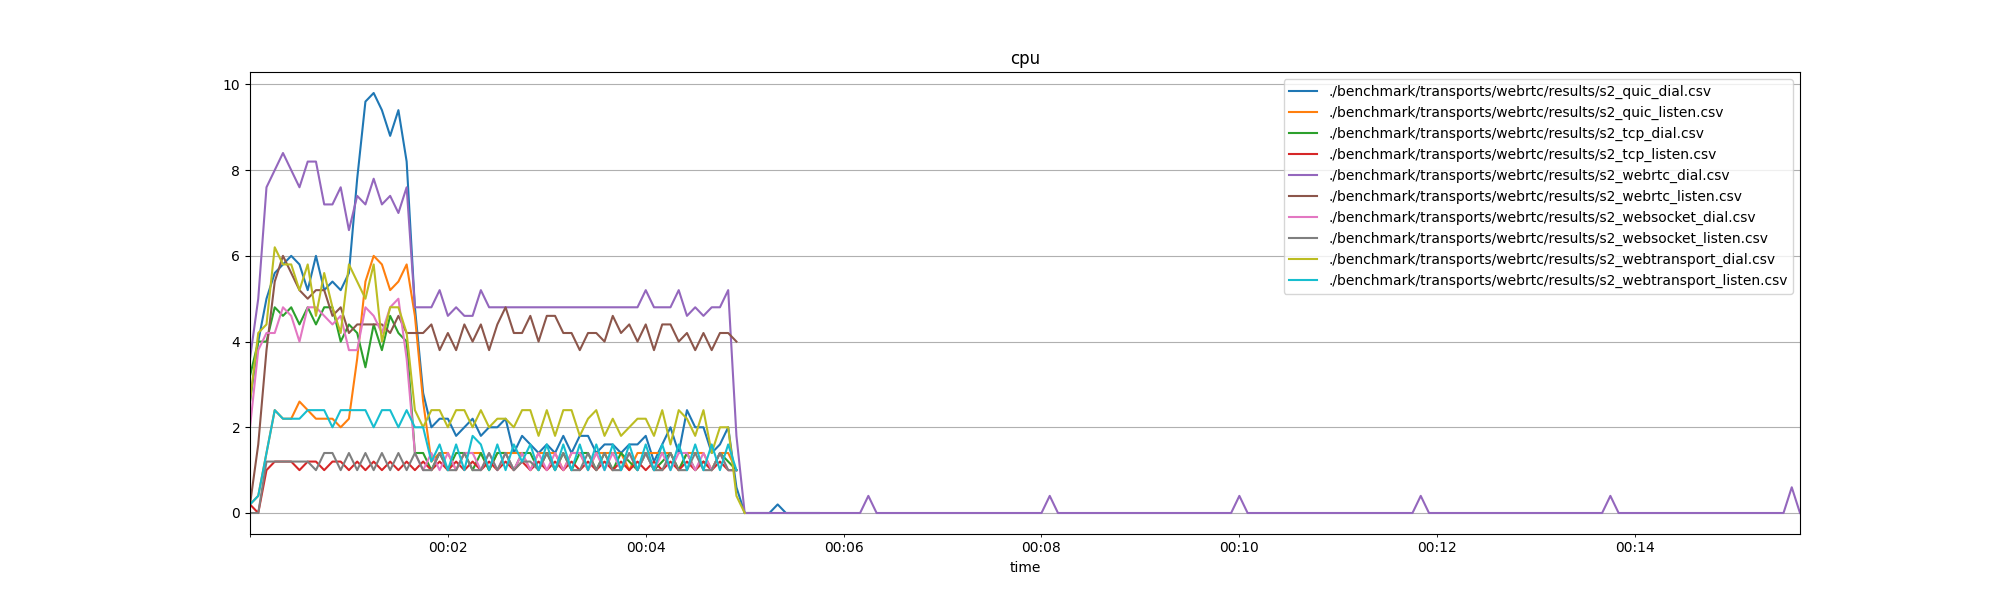 cpu
10
8
6
4
2
0
./benchmark/transports/webrtc/results/s2_quic_dial.csv
./benchmark/transports/webrtc/results/s2_quic_listen.csv
./benchmark/transports/webrtc/results/s2_tcp_dial.csv
./benchmark/transports/webrtc/results/s2_tcp_listen.csv
./benchmark/transports/webrtc/results/s2_webrtc_dial.csv
./benchmark/transports/webrtc/results/s2_webrtc_listen.csv
./benchmark/transports/webrtc/results/s2_websocket_dial.csv
./benchmark/transports/webrtc/results/s2_websocket_listen.csv
./benchmark/transports/webrtc/results/s2_webtransport_dial.csv
./benchmark/transports/webrtc/results/s2_webtransport_listen.csv
00:02 00:04 00:06 00:08 00:10 00:12 00:14
time